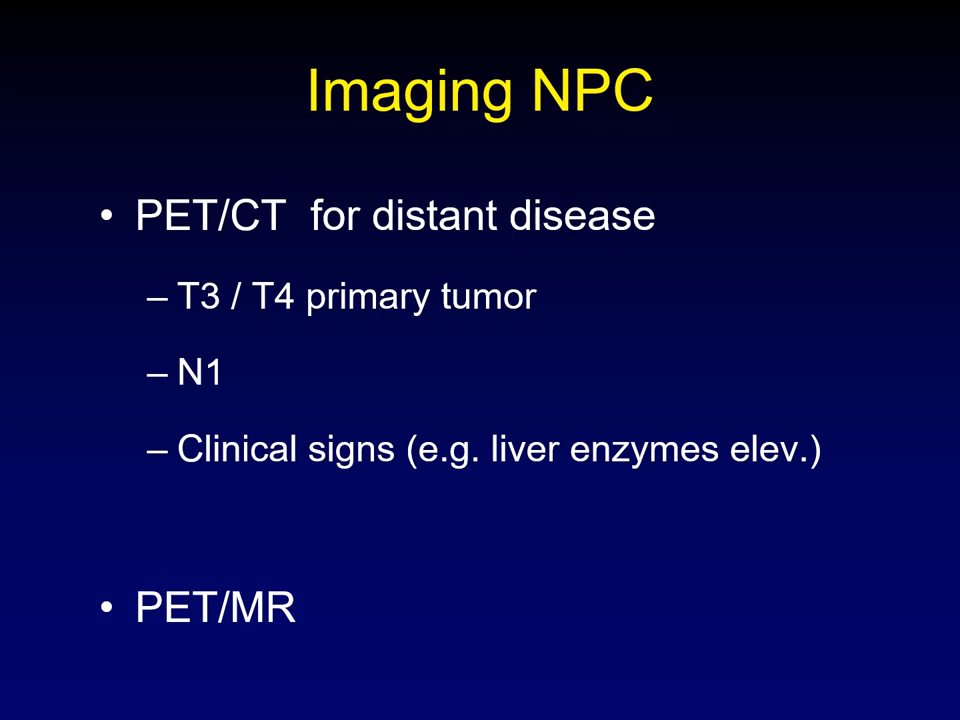 Imaging NPC
• PET/CT  for distant disease
– T3 / T4 primary tumor
– N1
– Clinical signs (e.g. liver enzymes elev.)
• PET/MR